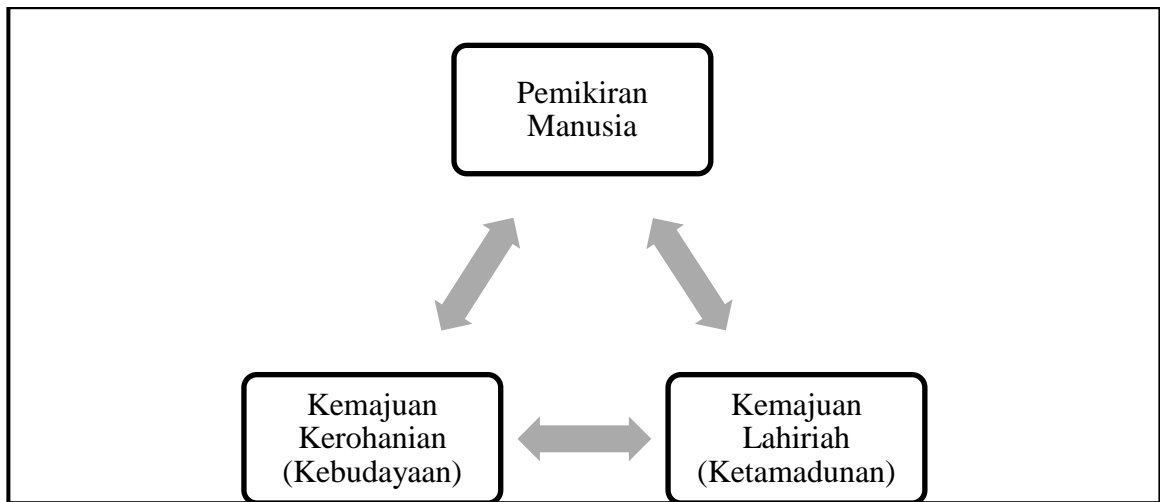 Pemikiran
Manusia
Kemajuan
Kerohanian
(Kebudayaan)
Kemajuan
Lahiriah
(Ketamadunan)